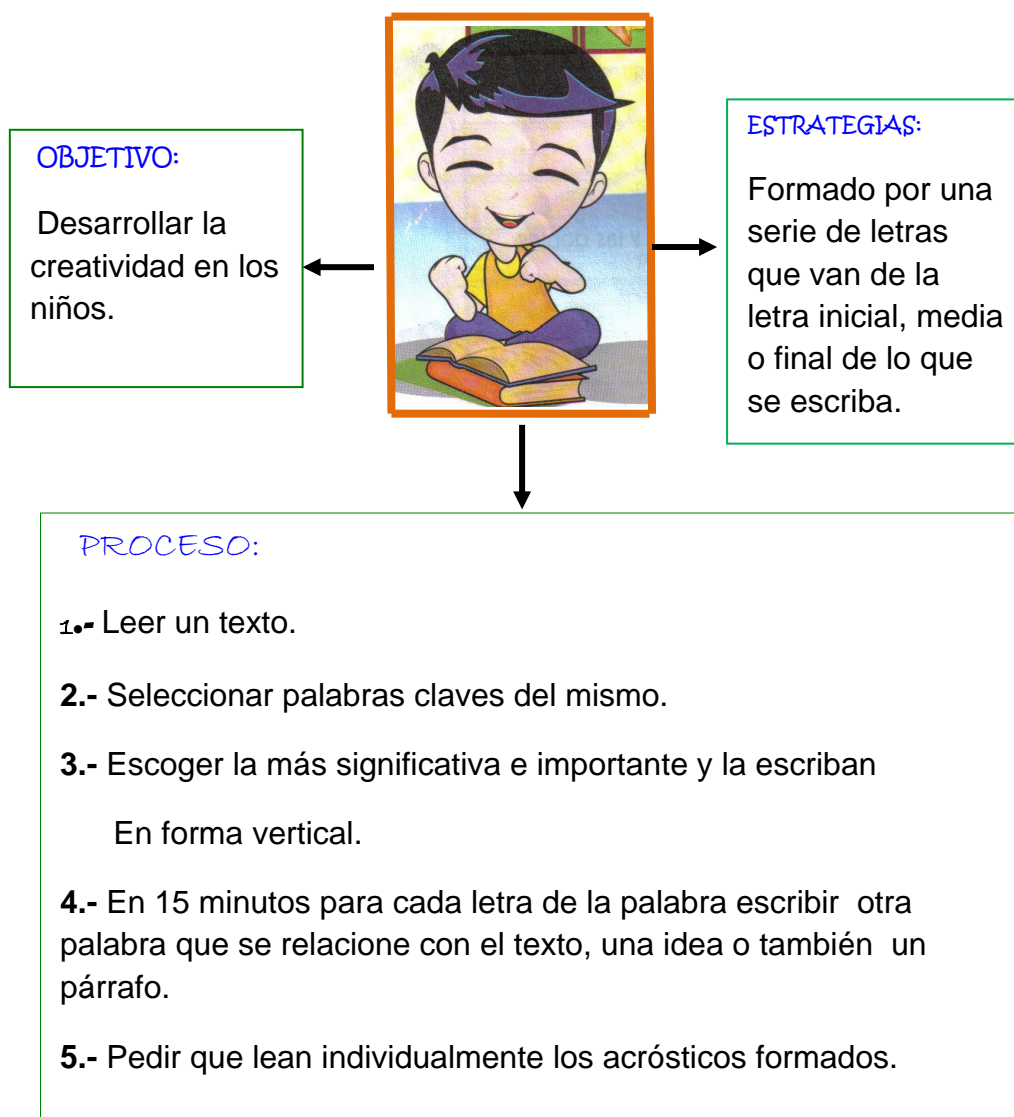 OBJETIVO:
Desarrollar la
creatividad en los
niños.
ESTRATEGIAS:
Formado por una
serie de letras
que van de la
letra inicial, media
o final de lo que
se escriba.
PROCESO:
1.- Leer un texto.
2.- Seleccionar palabras claves del mismo.
3.- Escoger la más significativa e importante y la escriban
En forma vertical.
4.- En 15 minutos para cada letra de la palabra escribir otra
palabra que se relacione con el texto, una idea o también un
párrafo.
5.- Pedir que lean individualmente los acrósticos formados.